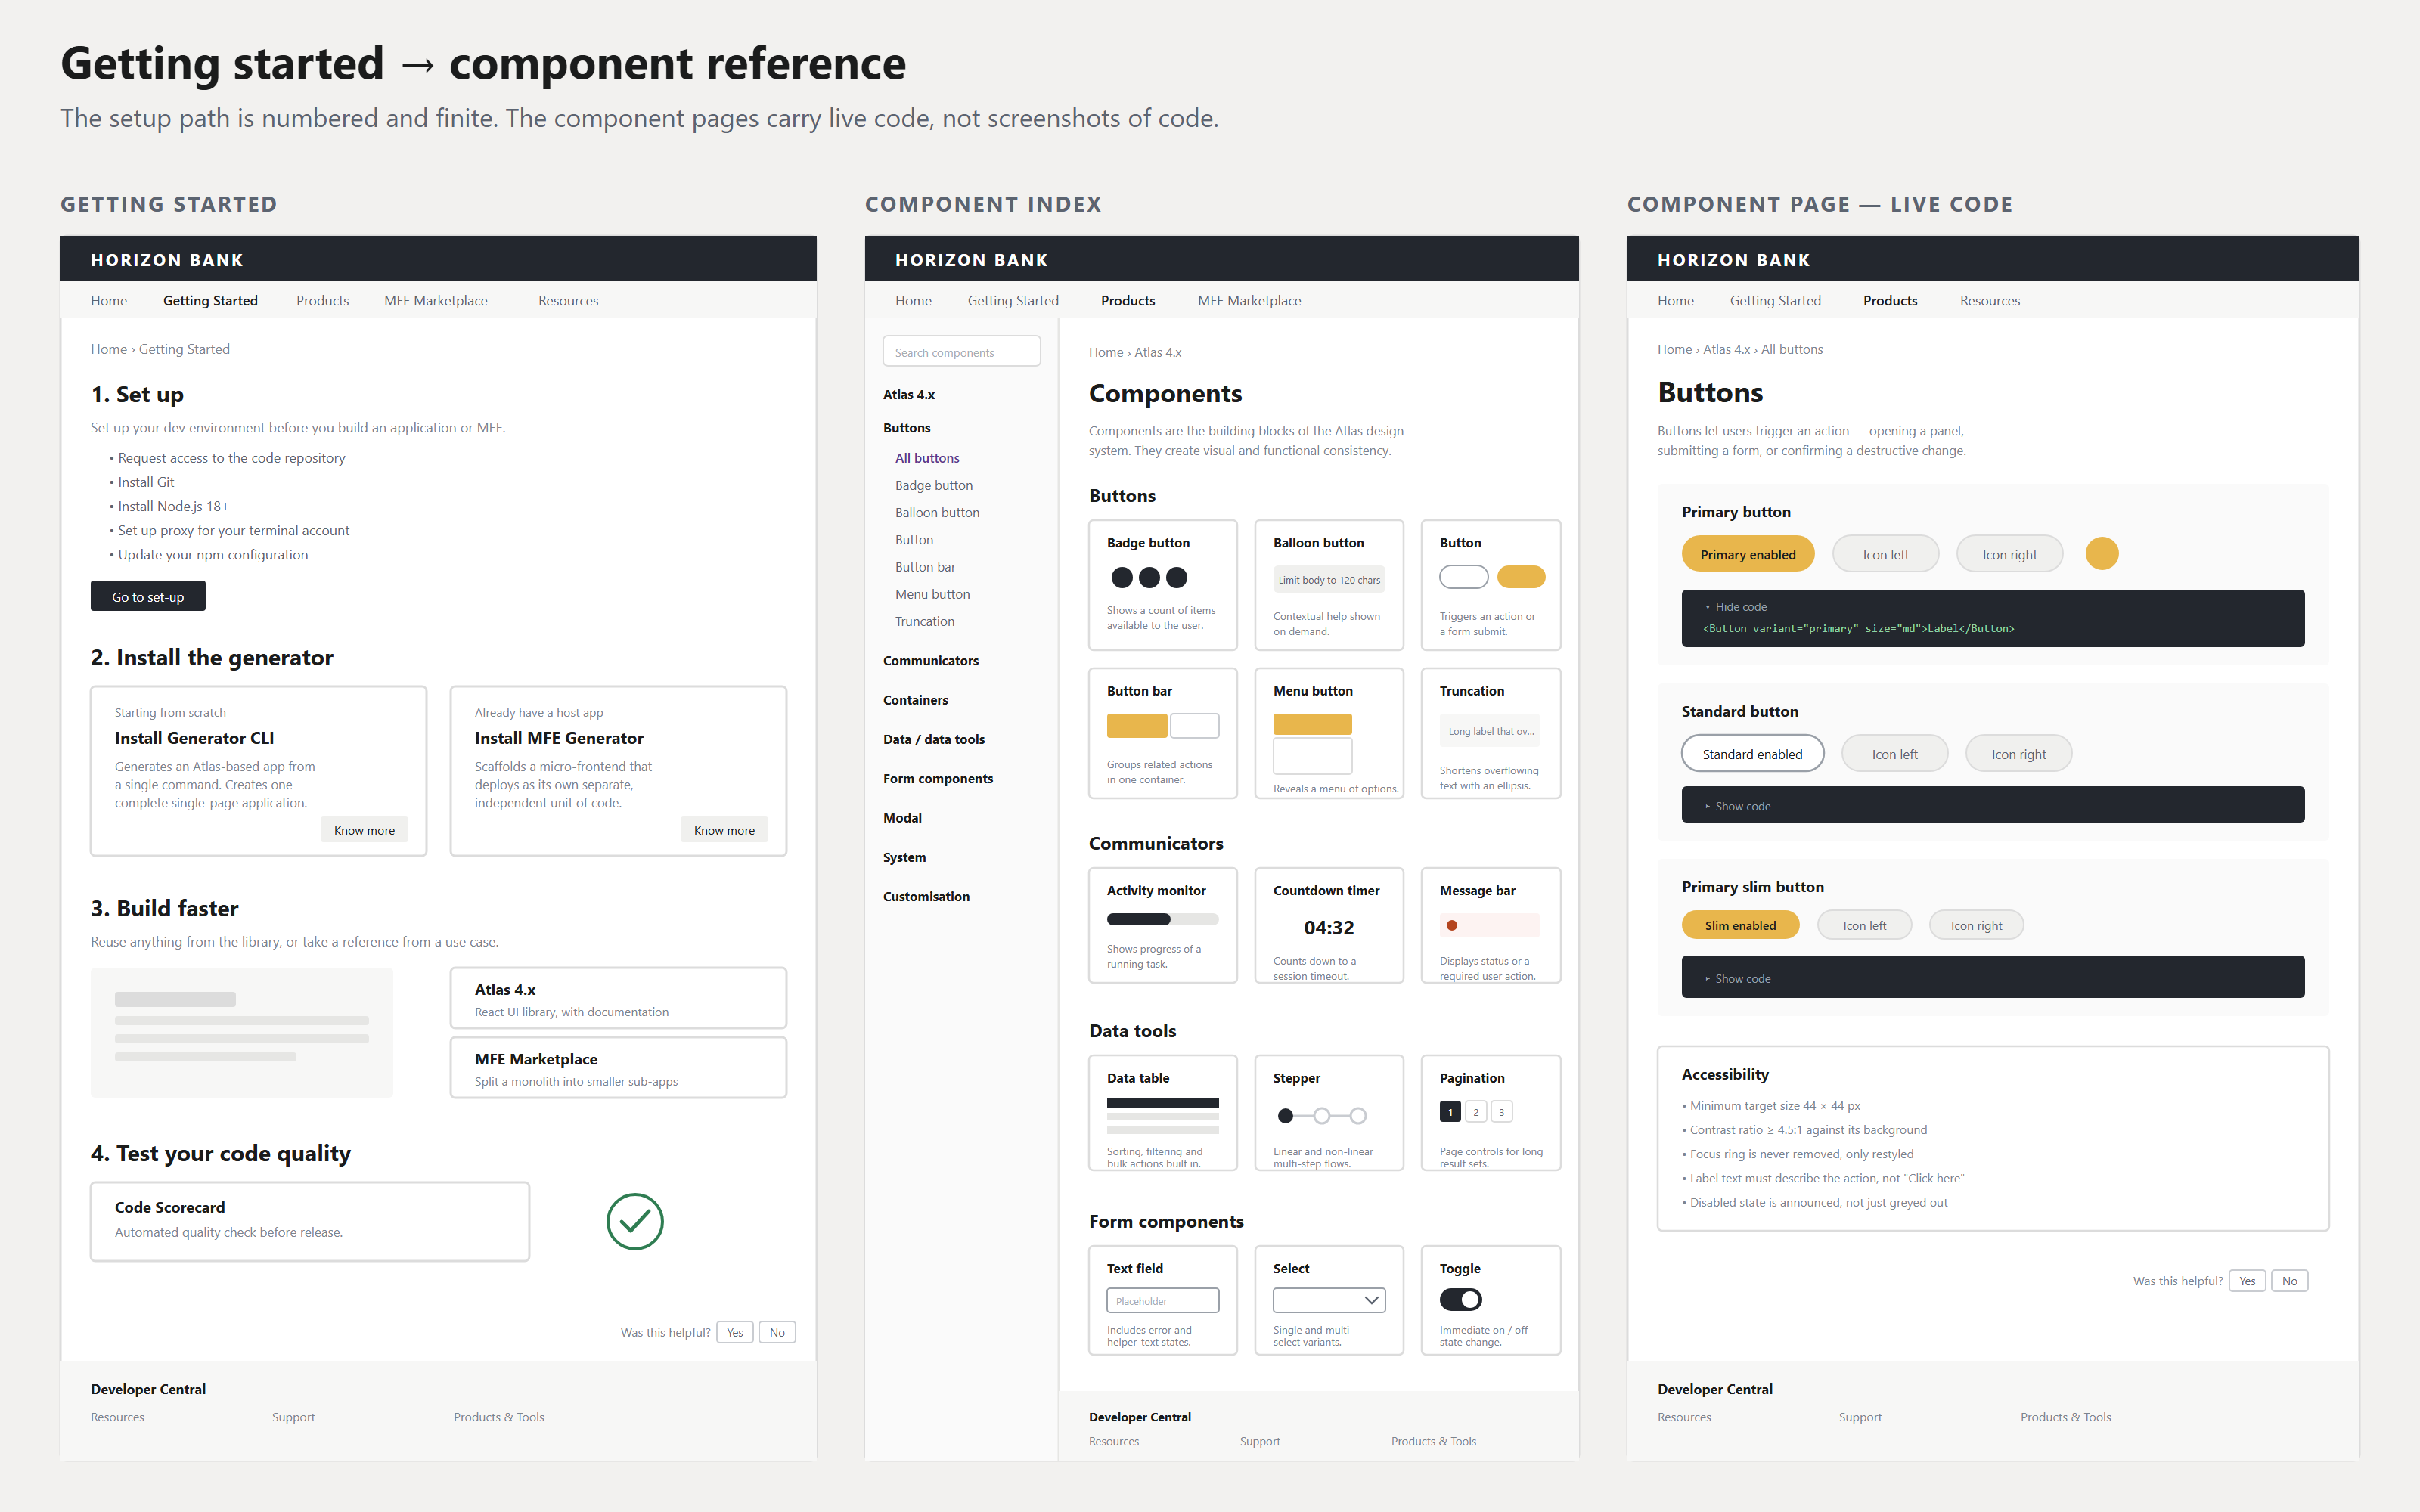 Getting started → component reference
The setup path is numbered and finite. The component pages carry live code, not screenshots of code.
GETTING STARTED
HORIZON BANK
Home Getting Started Products MFE Marketplace Resources
Home › Getting Started
1. Set up
Set up your dev environment before you build an application or MFE.
• Request access to the code repository
• Install Git
• Install Node.js 18+
• Set up proxy for your terminal account
• Update your npm configuration
Go to set-up
2. Install the generator
Starting from scratch
Install Generator CLI
Generates an Atlas-based app from
a single command. Creates one
complete single-page application.
Know more
Already have a host app
Install MFE Generator
Scaffolds a micro-frontend that
deploys as its own separate,
independent unit of code.
Know more
3. Build faster
Reuse anything from the library, or take a reference from a use case.
Atlas 4.x
React UI library, with documentation
MFE Marketplace
Split a monolith into smaller sub-apps
4. Test your code quality
Code Scorecard
Automated quality check before release.
Was this helpful? Yes No
Developer Central
Resources Support Products & Tools
COMPONENT INDEX
HORIZON BANK
Home Getting Started Products MFE Marketplace
Search components
Atlas 4.x
Buttons
All buttons
Badge button
Balloon button
Button
Button bar
Menu button
Truncation
Communicators
Containers
Data / data tools
Form components
Modal
System
Customisation
Home › Atlas 4.x
Components
Components are the building blocks of the Atlas design
system. They create visual and functional consistency.
Buttons
Badge button
Shows a count of items
available to the user.
Balloon button
Limit body to 120 chars
Contextual help shown
on demand.
Button
Triggers an action or
a form submit.
Button bar
Groups related actions
in one container.
Menu button
Reveals a menu of options.
Truncation
Long label that ov…
Shortens overflowing
text with an ellipsis.
Communicators
Activity monitor
Shows progress of a
running task.
Countdown timer
04:32
Counts down to a
session timeout.
Message bar
Displays status or a
required user action.
Data tools
Data table
Sorting, filtering and
bulk actions built in.
Stepper
Linear and non-linear
multi-step flows.
Pagination
1 2 3
Page controls for long
result sets.
Form components
Text field
Placeholder
Includes error and
helper-text states.
Select
Single and multi-
select variants.
Toggle
Immediate on / off
state change.
Developer Central
Resources Support Products & Tools
COMPONENT PAGE — LIVE CODE
HORIZON BANK
Home Getting Started Products Resources
Home › Atlas 4.x › All buttons
Buttons
Buttons let users trigger an action — opening a panel,
submitting a form, or confirming a destructive change.
Primary button
Primary enabled Icon left Icon right
▾ Hide code
<Button variant="primary" size="md">Label</Button>
Standard button
Standard enabled Icon left Icon right
▸ Show code
Primary slim button
Slim enabled Icon left Icon right
▸ Show code
Accessibility
• Minimum target size 44 × 44 px
• Contrast ratio ≥ 4.5:1 against its background
• Focus ring is never removed, only restyled
• Label text must describe the action, not "Click here"
• Disabled state is announced, not just greyed out
Was this helpful? Yes No
Developer Central
Resources Support Products & Tools